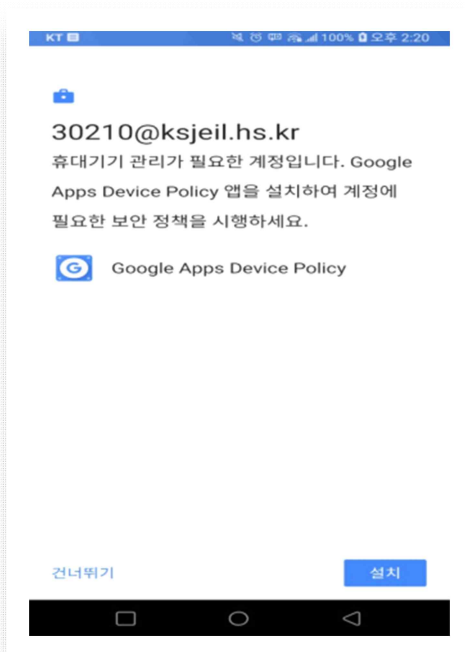 KT 100% 오후 2:20
30210@ksjeil.hs.kr
휴대기기 관리가 필요한 계정입니다. Google
Apps Device Policy 앱을 설치하여 계정에
필요한 보안 정책을 시행하세요.
G Google Apps Device Policy
건너뛰기 설치